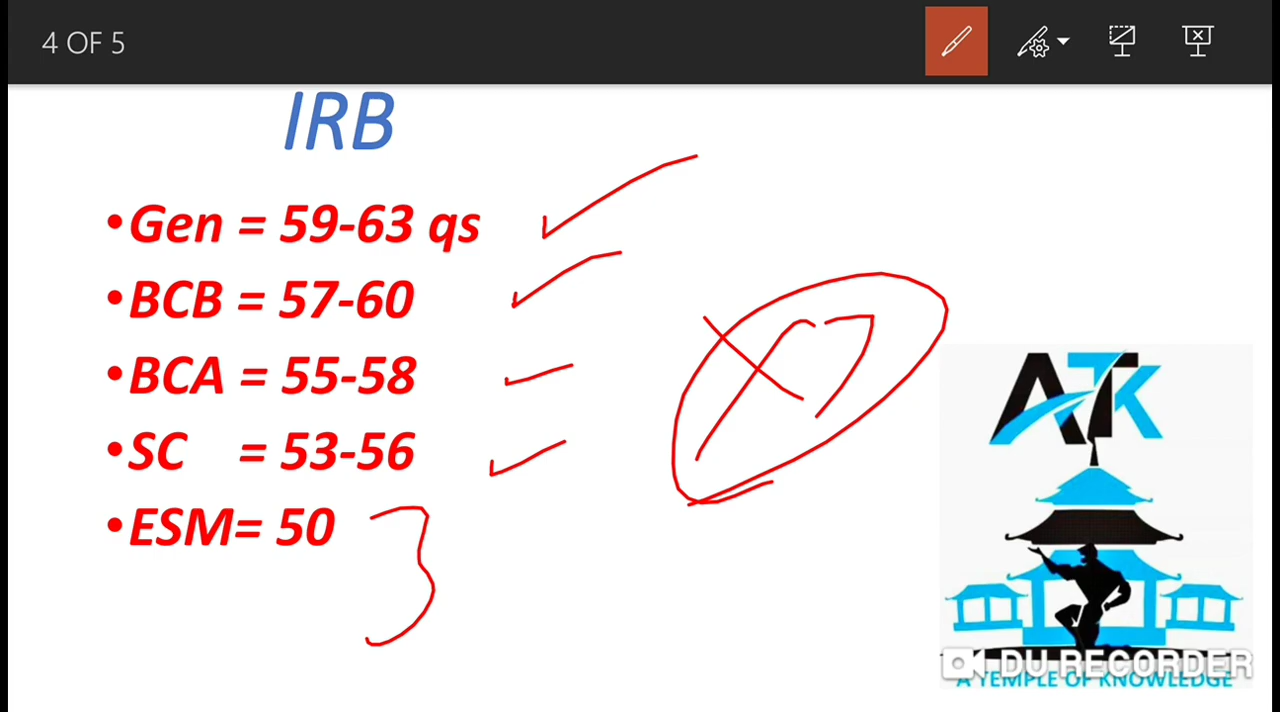 4 OF 5
IRB
•Gen = 59-63 qs
•BCB = 57-60
•BCA = 55-58
•SC = 53-56
•ESM= 50
ATK
DU RECORDER
A TEMPLE OF KNOWLEDGE